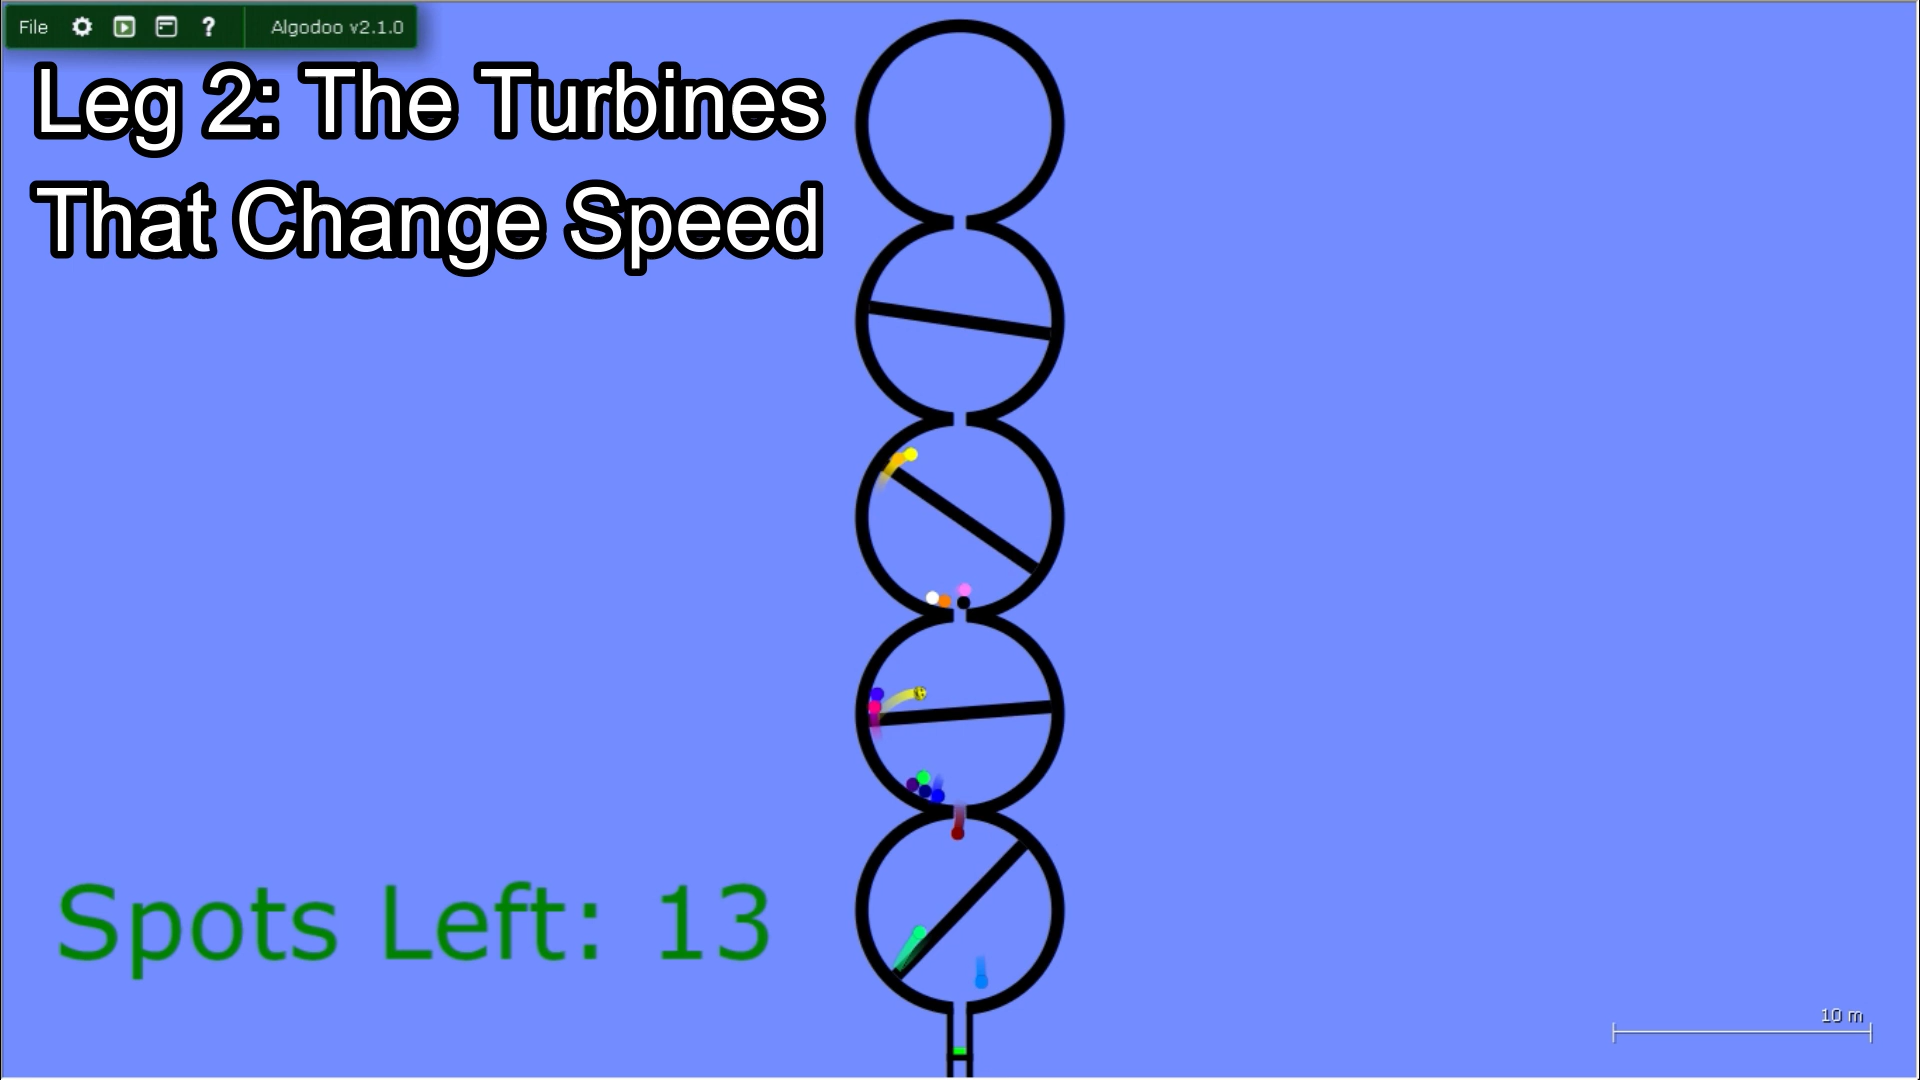 File ? Algodoo v2.1.0
Leg 2: The Turbines
That Change Speed
Spots Left: 13
10 m